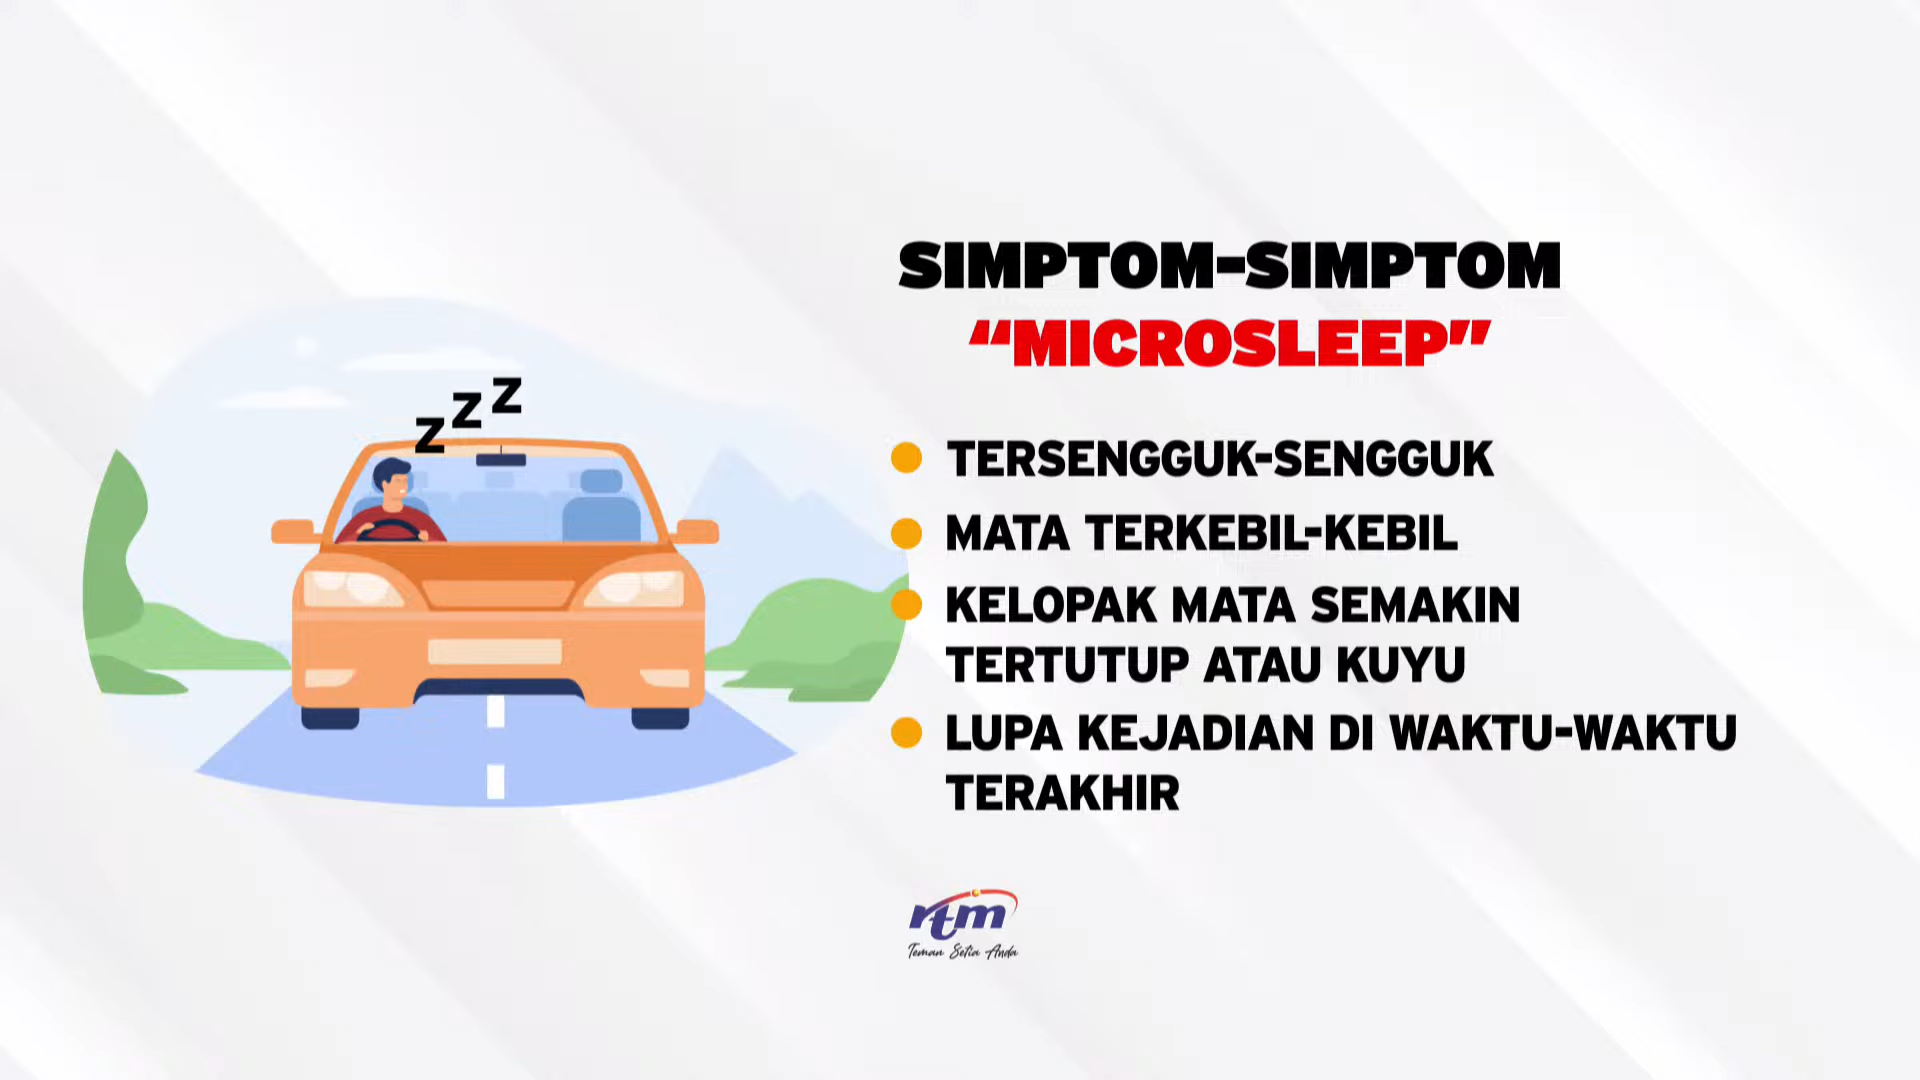 SIMPTOM-SIMPTOM
“MICROSLEEP”
z z z
TERSENGGUK-SENGGUK
MATA TERKEBIL-KEBIL
KELOPAK MATA SEMAKIN
TERTUTUP ATAU KUYU
LUPA KEJADIAN DI WAKTU-WAKTU
TERAKHIR
rtm
Teman Setia Anda